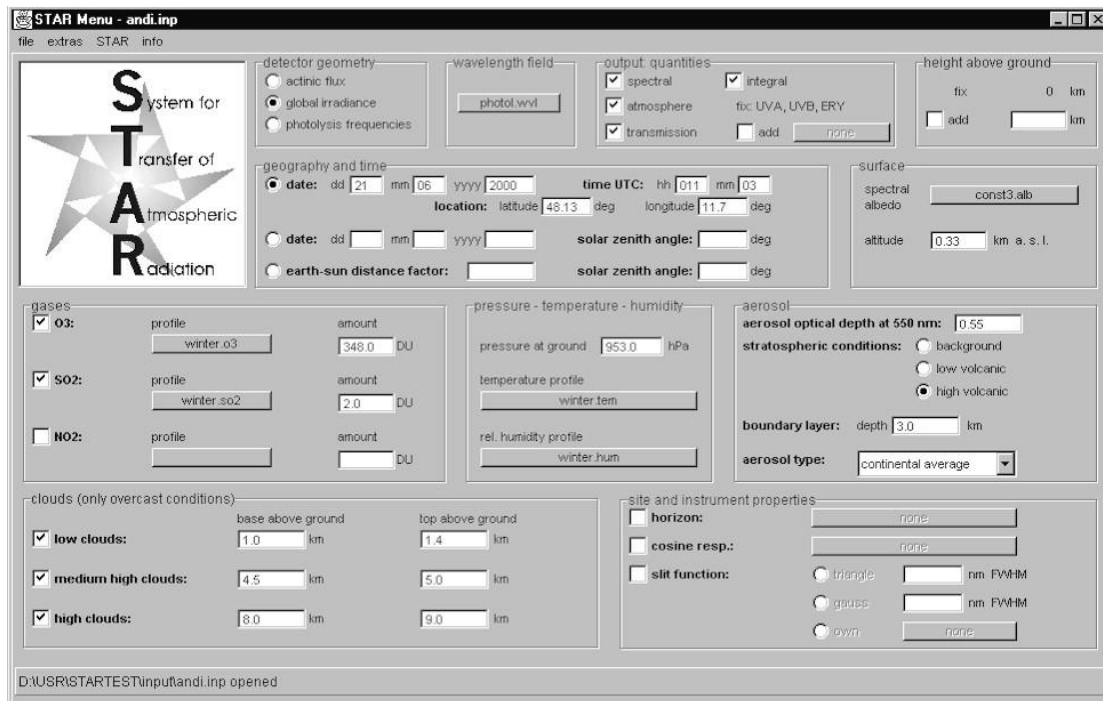 STAR Menu - andi.inp
file extras STAR info
System for
Transfer of
Atmospheric
Radiation
detector geometry
actinic flux
global irradiance
photolysis frequencies
wavelength field
photol.wvl
output: quantities
spectral integral
atmosphere fix: UVA, UVB, ERY
transmission add none
height above ground
fix 0 km
add km
geography and time
date: dd 21 mm 06 yyyy 2000 time UTC: hh 011 mm 03
location: latitude 48.13 deg longitude 11.7 deg
date: dd mm yyyy solar zenith angle: deg
earth-sun distance factor: solar zenith angle: deg
surface
spectral
albedo
const3.alb
altitude 0.33 km a. s. l.
gases
O3: profile amount
winter.o3 348.0 DU
SO2: profile amount
winter.so2 2.0 DU
NO2: profile amount
DU
pressure - temperature - humidity
pressure at ground 953.0 hPa
temperature profile
winter.tem
rel. humidity profile
winter.hum
aerosol
aerosol optical depth at 550 nm: 0.55
stratospheric conditions: background
low volcanic
high volcanic
boundary layer: depth 3.0 km
aerosol type: continental average
clouds (only overcast conditions)
base above ground top above ground
low clouds: 1.0 km 1.4 km
medium high clouds: 4.5 km 5.0 km
high clouds: 8.0 km 9.0 km
site and instrument properties
horizon: none
cosine resp.: none
slit function: triangle nm FWHM
gauss nm FWHM
own none
D:\USR\STARTEST\input\andi.inp opened